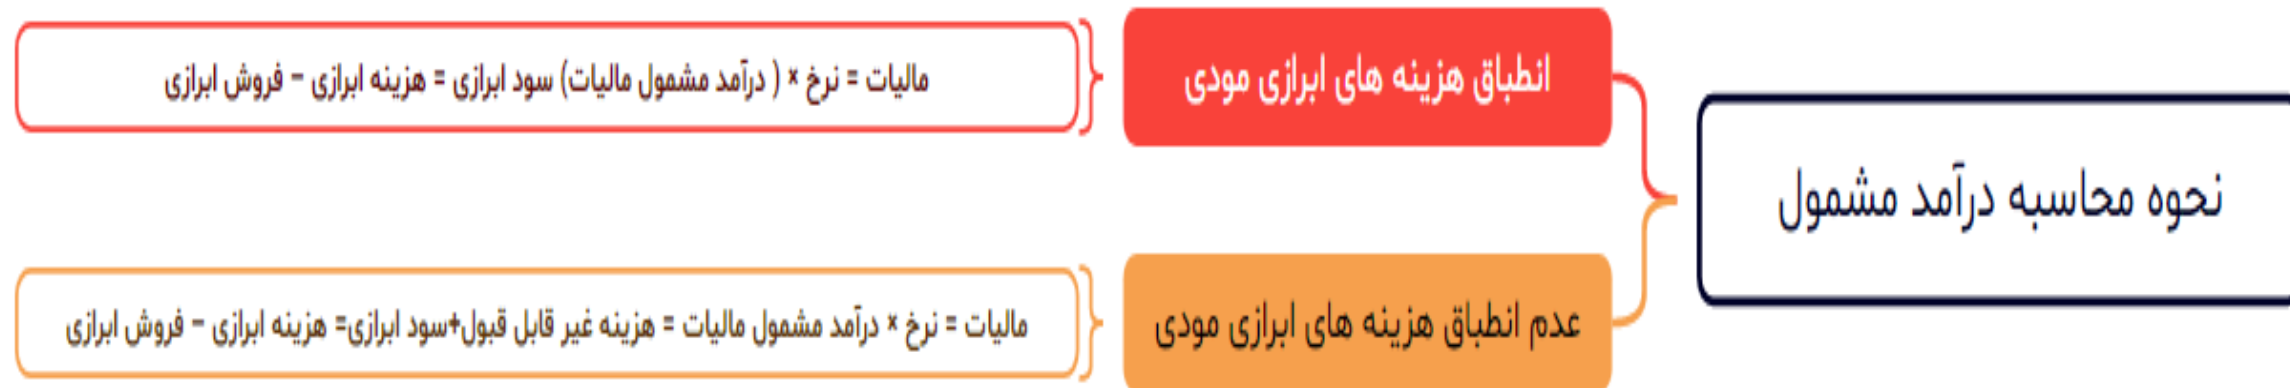 نحوه محاسبه درآمد مشمول
انطباق هزینه های ابرازی مودی
مالیات = نرخ × ( درآمد مشمول مالیات) سود ابرازی = هزینه ابرازی – فروش ابرازی
عدم انطباق هزینه های ابرازی مودی
مالیات = نرخ × درآمد مشمول مالیات = هزینه غیر قابل قبول+سود ابرازی= هزینه ابرازی – فروش ابرازی